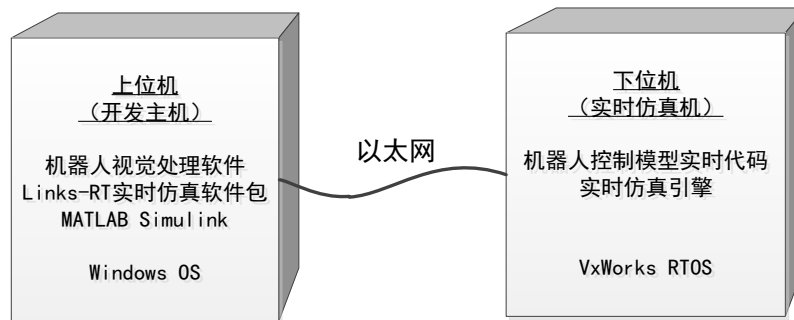 上位机
（开发主机）
机器人视觉处理软件
Links-RT实时仿真软件包
MATLAB Simulink
Windows OS
以太网
下位机
（实时仿真机）
机器人控制模型实时代码
实时仿真引擎
VxWorks RTOS